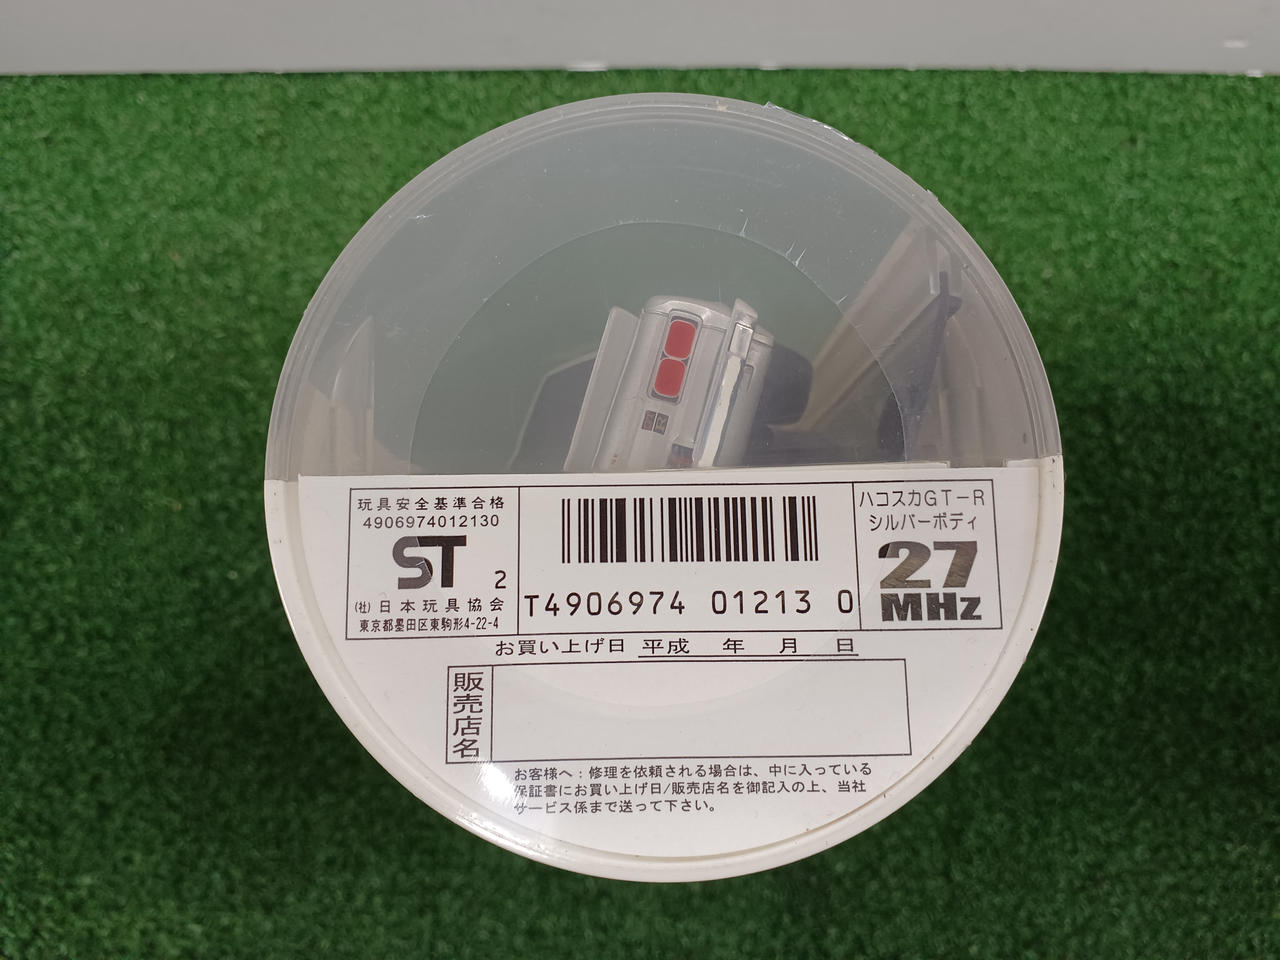 玩具安全基準合格
4906974012130
ST 2
(社)日本玩具協会
東京都墨田区東駒形4-22-4
T4906974 01213 0
ハコスカGT-R
シルバーボディ
27
MHz
お買い上げ日 平成 年 月 日
販売店名
お客様へ：修理を依頼される場合は、中に入っている
保証書にお買い上げ日/販売店名を御記入の上、当社
サービス係まで送って下さい。